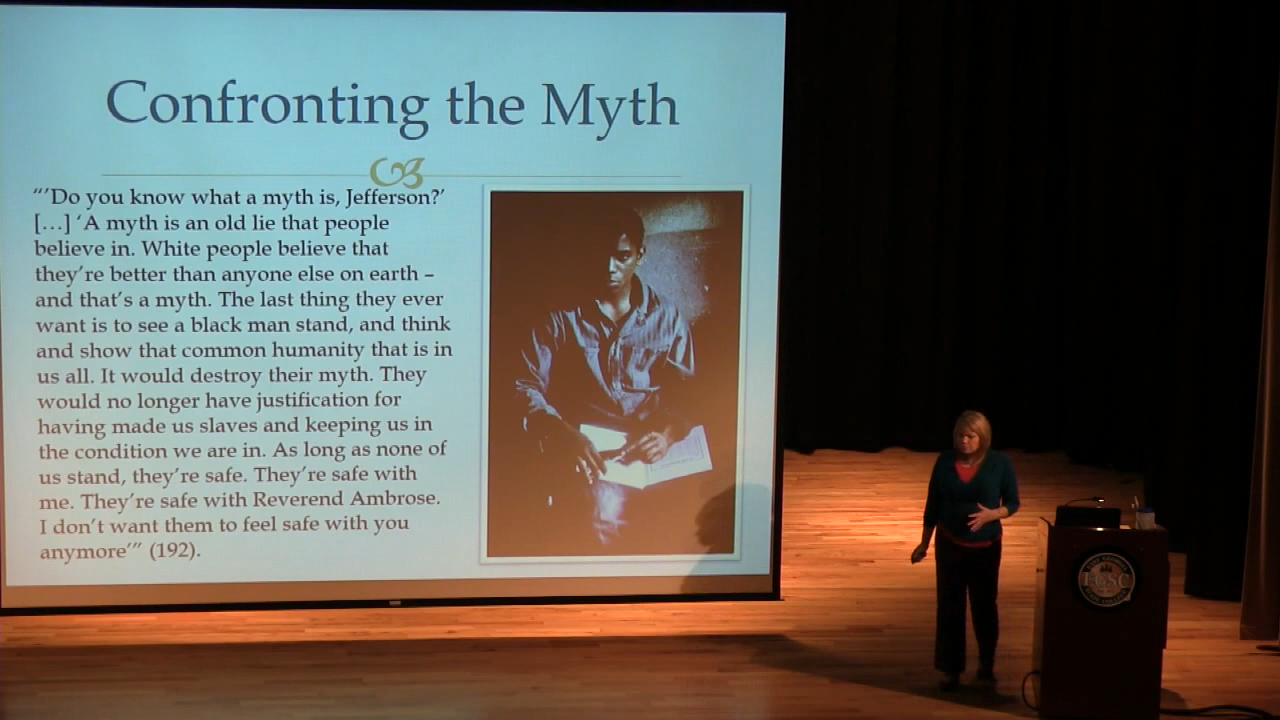 Confronting the Myth
“‘Do you know what a myth is, Jefferson?’
[…] ‘A myth is an old lie that people
believe in. White people believe that
they’re better than anyone else on earth –
and that’s a myth. The last thing they ever
want is to see a black man stand, and think
and show that common humanity that is in
us all. It would destroy their myth. They
would no longer have justification for
having made us slaves and keeping us in
the condition we are in. As long as none of
us stand, they’re safe. They’re safe with
me. They’re safe with Reverend Ambrose.
I don’t want them to feel safe with you
anymore’” (192).